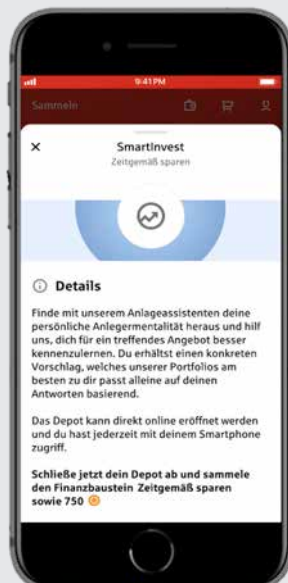 9:41 PM
Sammeln
SmartInvest
Zeitgemäß sparen
Details
Finde mit unserem Anlageassistenten deine
persönliche Anlegermentalität heraus und hilf
uns, dich für ein treffendes Angebot besser
kennenzulernen. Du erhältst einen konkreten
Vorschlag, welches unserer Portfolios am
besten zu dir passt alleine auf deinen
Antworten basierend.
Das Depot kann direkt online eröffnet werden
und du hast jederzeit mit deinem Smartphone
zugriff.
Schließe jetzt dein Depot ab und sammele
den Finanzbaustein Zeitgemäß sparen
sowie 750